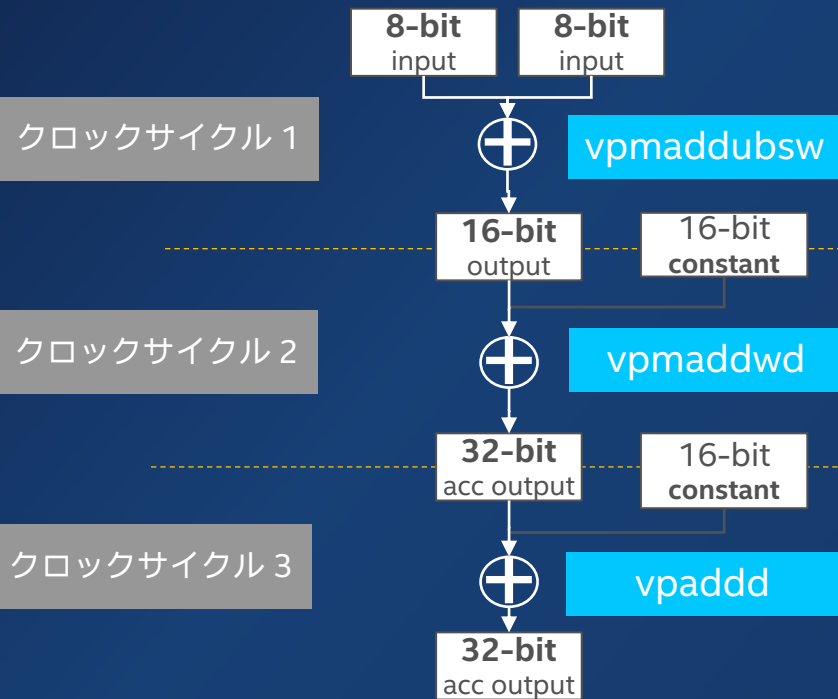 8-bit
input
8-bit
input
クロックサイクル 1
vpmaddubsw
16-bit
output
16-bit
constant
クロックサイクル 2
vpmaddwd
32-bit
acc output
16-bit
constant
クロックサイクル 3
vpaddd
32-bit
acc output